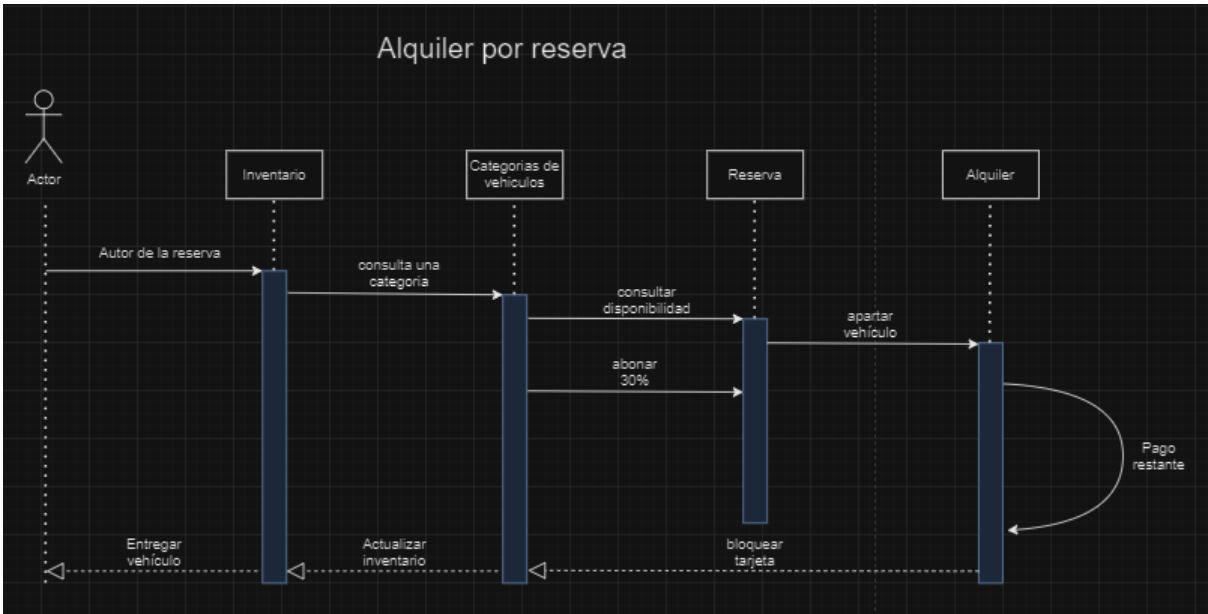 Alquiler por reserva
Actor
Inventario
Categorias de
vehiculos
Reserva
Alquiler
Autor de la reserva
consulta una
categoria
consultar
disponibilidad
apartar
vehículo
abonar
30%
Pago
restante
Entregar
vehículo
Actualizar
inventario
bloquear
tarjeta